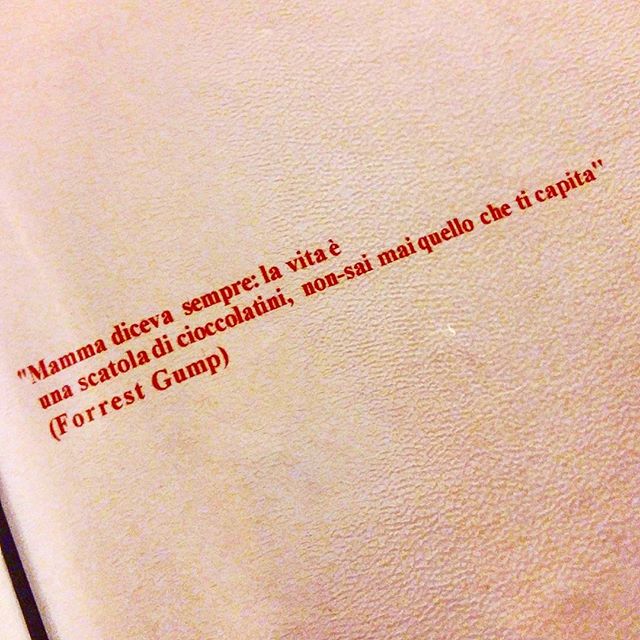 "Mamma diceva sempre: la vita è
una scatola di cioccolatini, non-sai mai quello che ti capita"
(Forrest Gump)